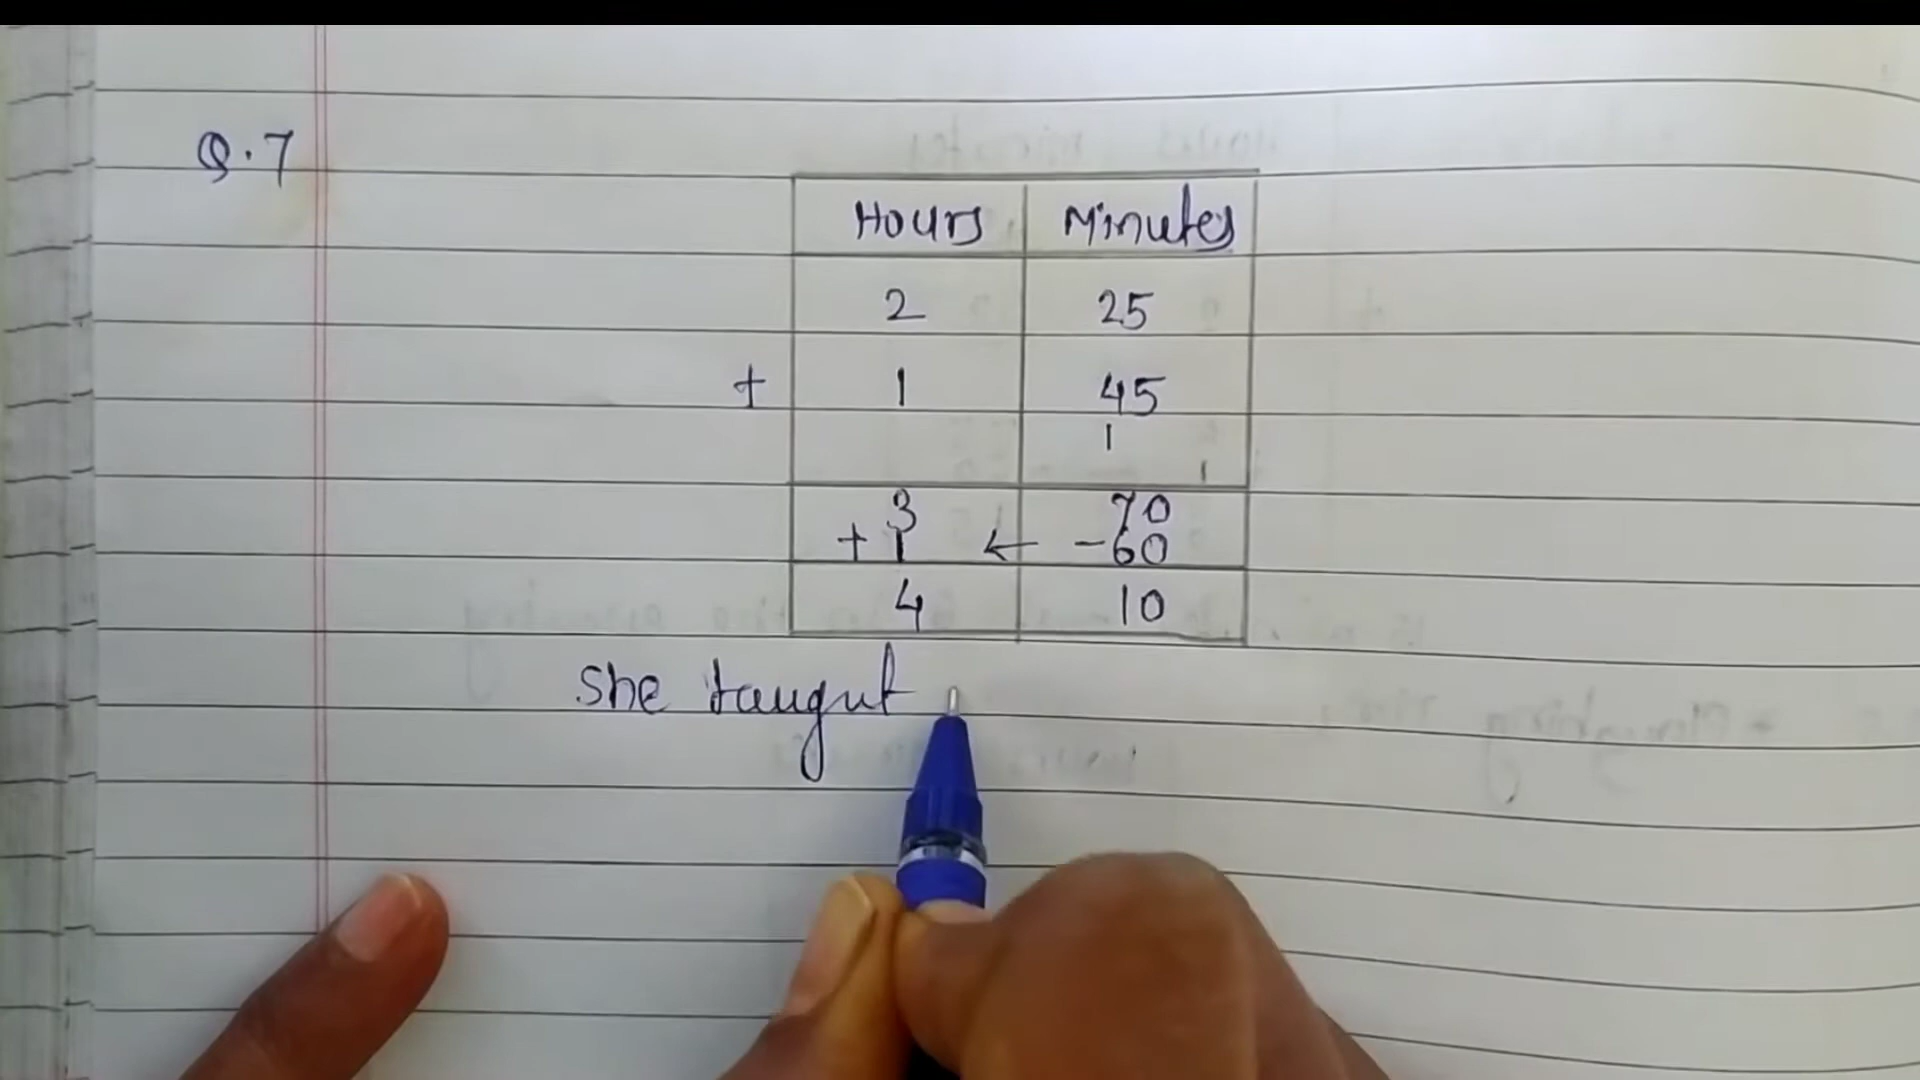 Q.7
Hours Minutes
2 25
+ 1 45
1
3 70
+ 1 ← -60
4 10
She taught